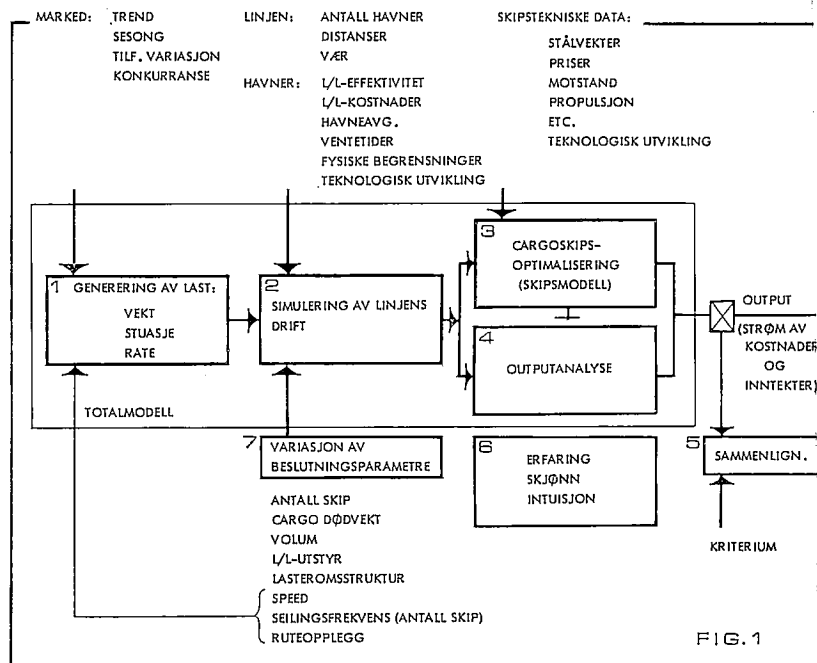 MARKED: TREND
SESONG
TILF. VARIASJON
KONKURRANSE
LINJEN: ANTALL HAVNER
DISTANSER
VÆR
HAVNER: L/L-EFFEKTIVITET
L/L-KOSTNADER
HAVNEAVG.
VENTETIDER
FYSISKE BEGRENSNINGER
TEKNOLOGISK UTVIKLING
SKIPSTEKNISKE DATA:
STÅLVEKTER
PRISER
MOTSTAND
PROPULSJON
ETC.
TEKNOLOGISK UTVIKLING
1 GENERERING AV LAST:
VEKT
STUASJE
RATE
2
SIMULERING AV LINJENS
DRIFT
3
CARGOSKIPS-
OPTIMALISERING
(SKIPSMODELL)
4
OUTPUTANALYSE
OUTPUT
(STRØM AV
KOSTNADER
OG
INNTEKTER)
TOTALMODELL
7 VARIASJON AV
BESLUTNINGSPARAMETRE
6
ERFARING
SKJØNN
INTUISJON
5 SAMMENLIGN.
KRITERIUM
ANTALL SKIP
CARGO DØDVEKT
VOLUM
L/L-UTSTYR
LASTEROMSSTRUKTUR
SPEED
SEILINGSFREKVENS (ANTALL SKIP)
RUTEOPPLEGG
FIG.1